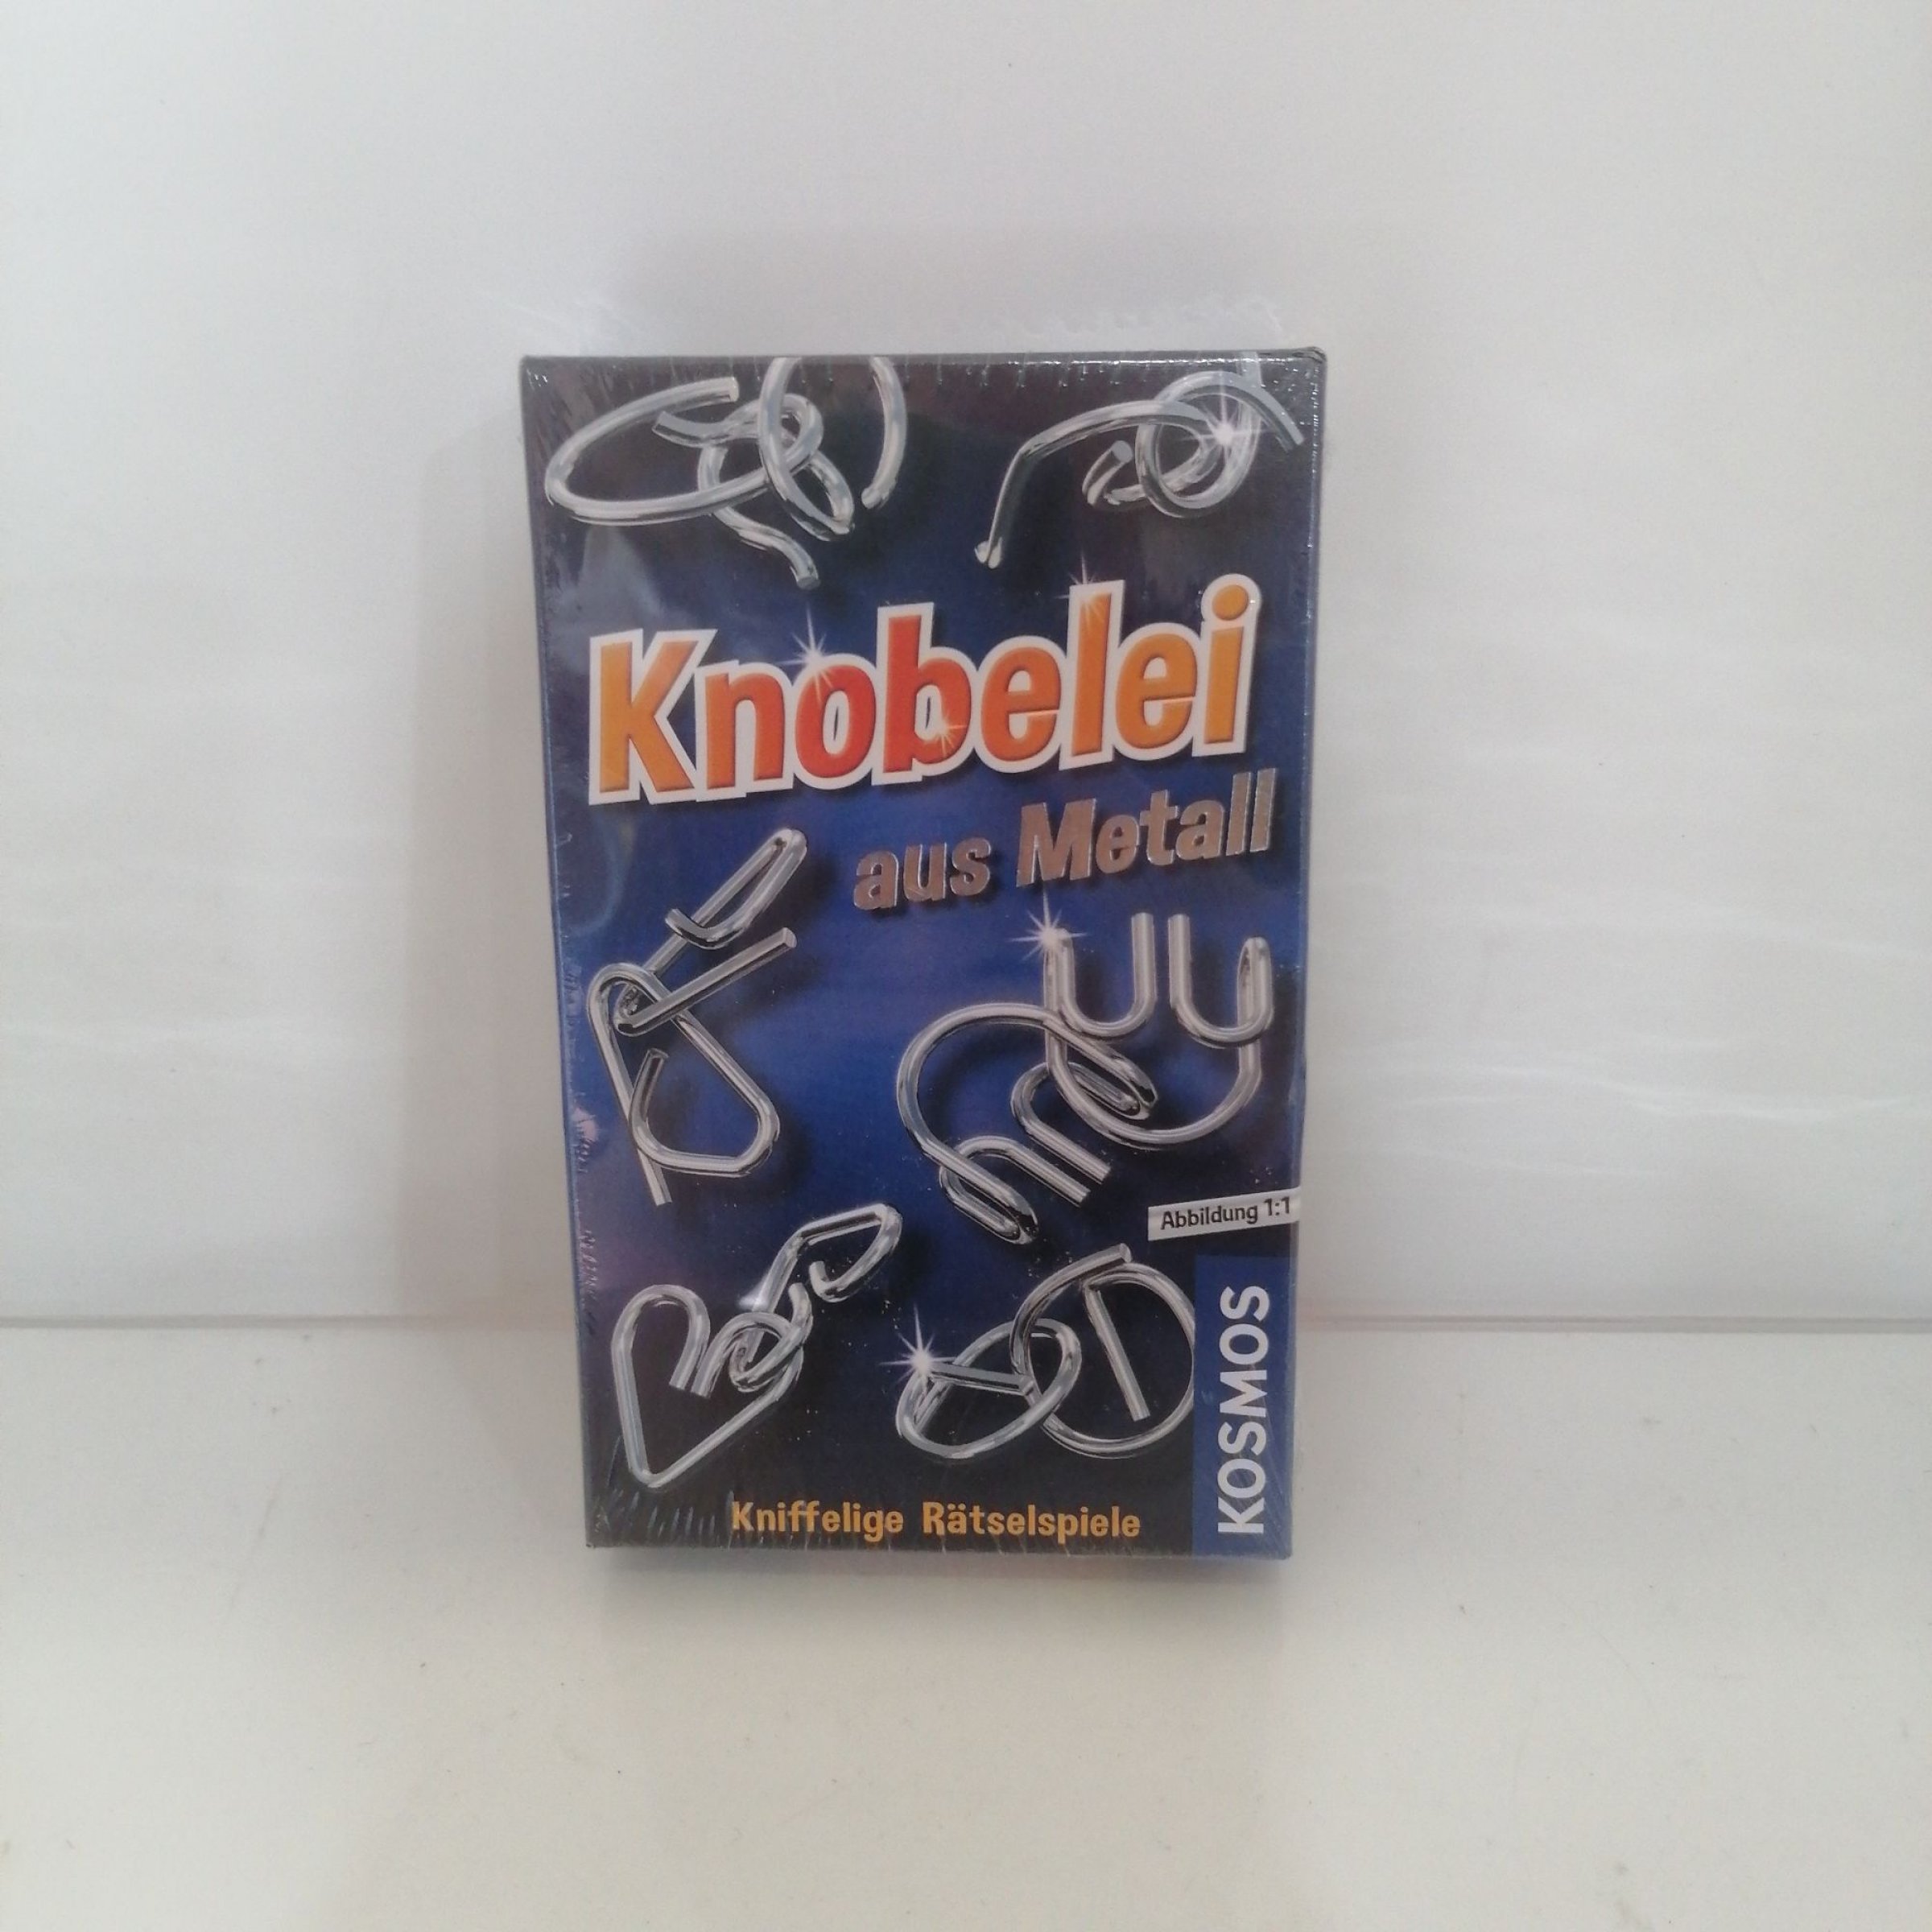 Knobelei
aus Metall
Abbildung 1:1
KOSMOS
Kniffelige Rätselspiele